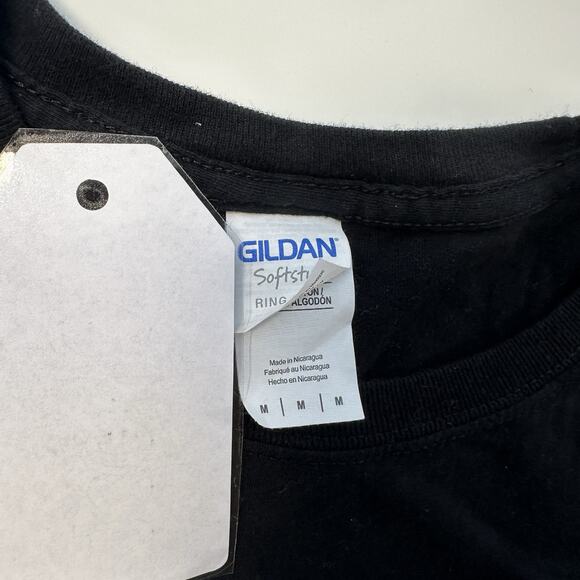 GILDAN
Softst
RING
ALGODÓN
Made in Nicaragua
Fabriqué au Nicaragua
Hecho en Nicaragua
M | M | M